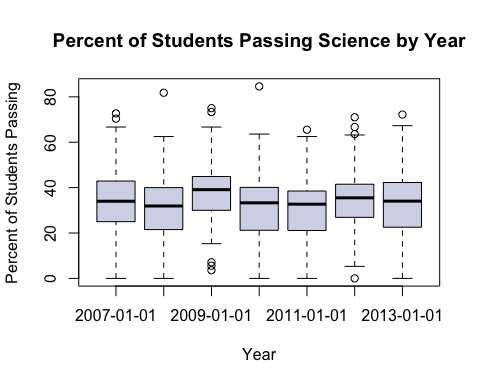 Percent of Students Passing Science by Year
Percent of Students Passing
80
60
40
20
0
2007-01-01 2009-01-01 2011-01-01 2013-01-01
Year